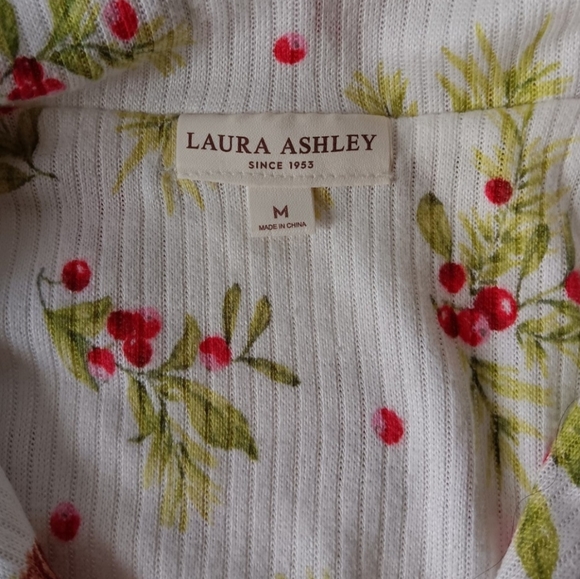 LAURA ASHLEY
SINCE 1953
M
MADE IN CHINA